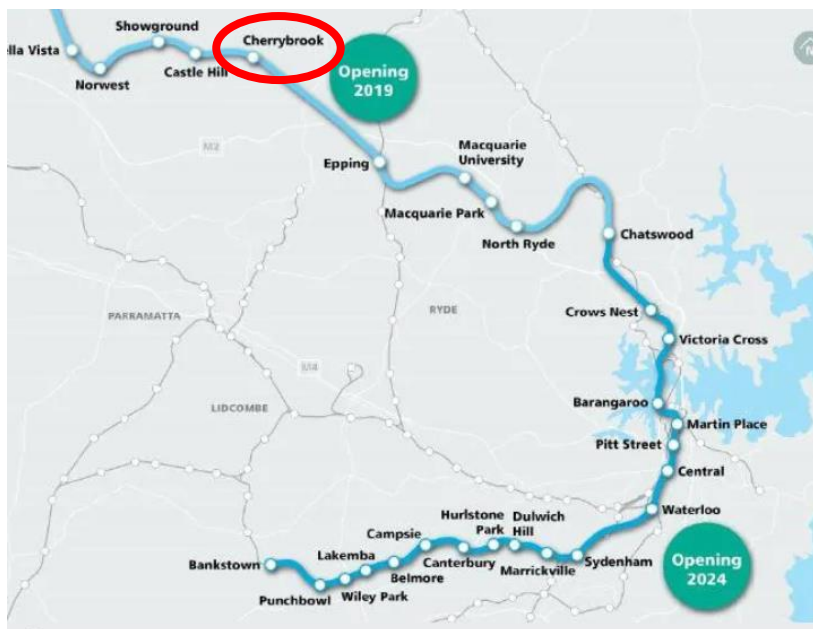 Showground
Cherrybrook
ella Vista
Castle Hill
Norwest
Opening
2019
M2
Macquarie
University
Epping
Macquarie Park
North Ryde
Chatswood
Crows Nest
RYDE
PARRAMATTA
Victoria Cross
M4
Barangaroo
LIDCOMBE
Martin Place
Pitt Street
Central
Waterloo
Hurlstone
Park
Dulwich
Hill
Campsie
Lakemba
Bankstown
Canterbury
Sydenham
Marrickville
Belmore
Wiley Park
Punchbowl
Opening
2024